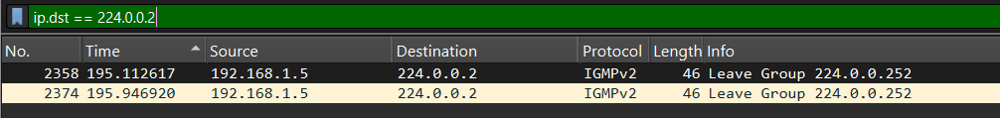 ip.dst == 224.0.0.2
No. Time Source Destination Protocol Length Info
2358 195.112617 192.168.1.5 224.0.0.2 IGMPv2 46 Leave Group 224.0.0.252
2374 195.946920 192.168.1.5 224.0.0.2 IGMPv2 46 Leave Group 224.0.0.252